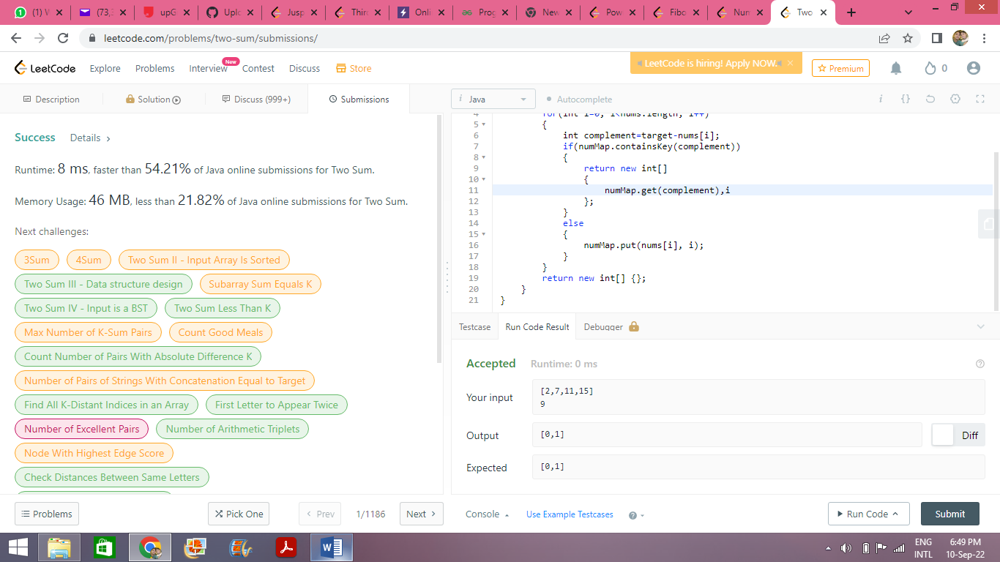 (1) W
(73,
upG
Uplo
Jusp
Thir
Onli
Prog
New
Pow
Fibo
Num
Two
leetcode.com/problems/two-sum/submissions/
LeetCode
Explore
Problems
Interview
New
Contest
Discuss
Store
LeetCode is hiring! Apply NOW.
Premium
0
Description
Solution
Discuss (999+)
Submissions
i Java
Autocomplete
Success
Details
Runtime: 8 ms, faster than 54.21% of Java online submissions for Two Sum.
Memory Usage: 46 MB, less than 21.82% of Java online submissions for Two Sum.
Next challenges:
3Sum
4Sum
Two Sum II - Input Array Is Sorted
Two Sum III - Data structure design
Subarray Sum Equals K
Two Sum IV - Input is a BST
Two Sum Less Than K
Max Number of K-Sum Pairs
Count Good Meals
Count Number of Pairs With Absolute Difference K
Number of Pairs of Strings With Concatenation Equal to Target
Find All K-Distant Indices in an Array
First Letter to Appear Twice
Number of Excellent Pairs
Number of Arithmetic Triplets
Node With Highest Edge Score
Check Distances Between Same Letters
4 for(int i=0; i<nums.length; i++)
5 {
6 int complement=target-nums[i];
7 if(numMap.containsKey(complement))
8 {
9 return new int[]
10 {
11 numMap.get(complement),i
12 };
13 }
14 else
15 {
16 numMap.put(nums[i], i);
17 }
18 }
19 return new int[] {};
20 }
21 }
Testcase
Run Code Result
Debugger
Accepted
Runtime: 0 ms
Your input
[2,7,11,15]
9
Output
[0,1]
Diff
Expected
[0,1]
Problems
Pick One
Prev
1/1186
Next
Console
Use Example Testcases
Run Code
Submit
ENG
INTL
6:49 PM
10-Sep-22